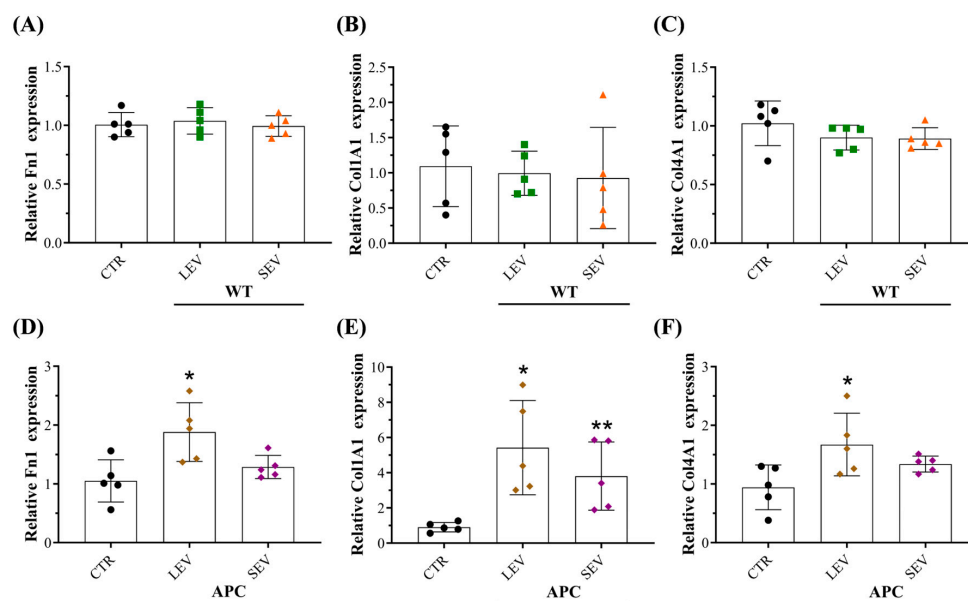 (A)
Relative Fn1 expression
1.5
1.0
0.5
0.0
CTR
LEV
SEV
WT
(B)
Relative Col1A1 expression
2.5
2.0
1.5
1.0
0.5
0.0
CTR
LEV
SEV
WT
(C)
Relative Col4A1 expression
1.5
1.0
0.5
0.0
CTR
LEV
SEV
WT
(D)
Relative Fn1 expression
3
2
1
0
*
CTR
LEV
SEV
APC
(E)
Relative Col1A1 expression
10
8
6
4
2
0
*
**
CTR
LEV
SEV
APC
(F)
Relative Col4A1 expression
3
2
1
0
*
CTR
LEV
SEV
APC